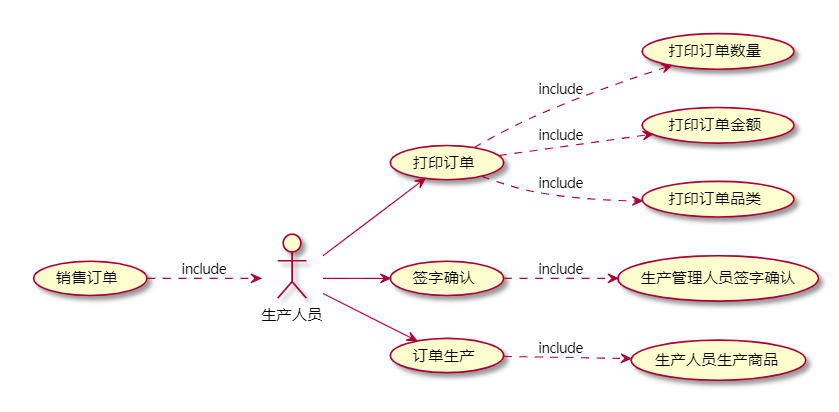 打印订单数量
include
打印订单金额
include
打印订单
include
打印订单品类
销售订单
include
生产人员
签字确认
include
生产管理人员签字确认
订单生产
include
生产人员生产商品